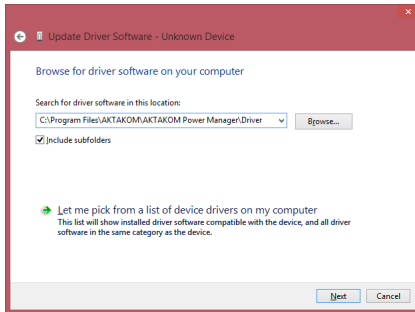 Update Driver Software - Unknown Device
Browse for driver software on your computer
Search for driver software in this location:
C:\Program Files\AKTAKOM\AKTAKOM Power Manager\Driver
Browse...
Include subfolders
Let me pick from a list of device drivers on my computer
This list will show installed driver software compatible with the device, and all driver
software in the same category as the device.
Next Cancel